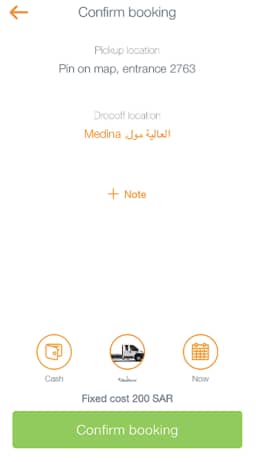 Confirm booking
Pickup location
Pin on map, entrance 2763
Dropoff location
Medina, العالية مول
+ Note
Cash
Now
Fixed cost 200 SAR
Confirm booking